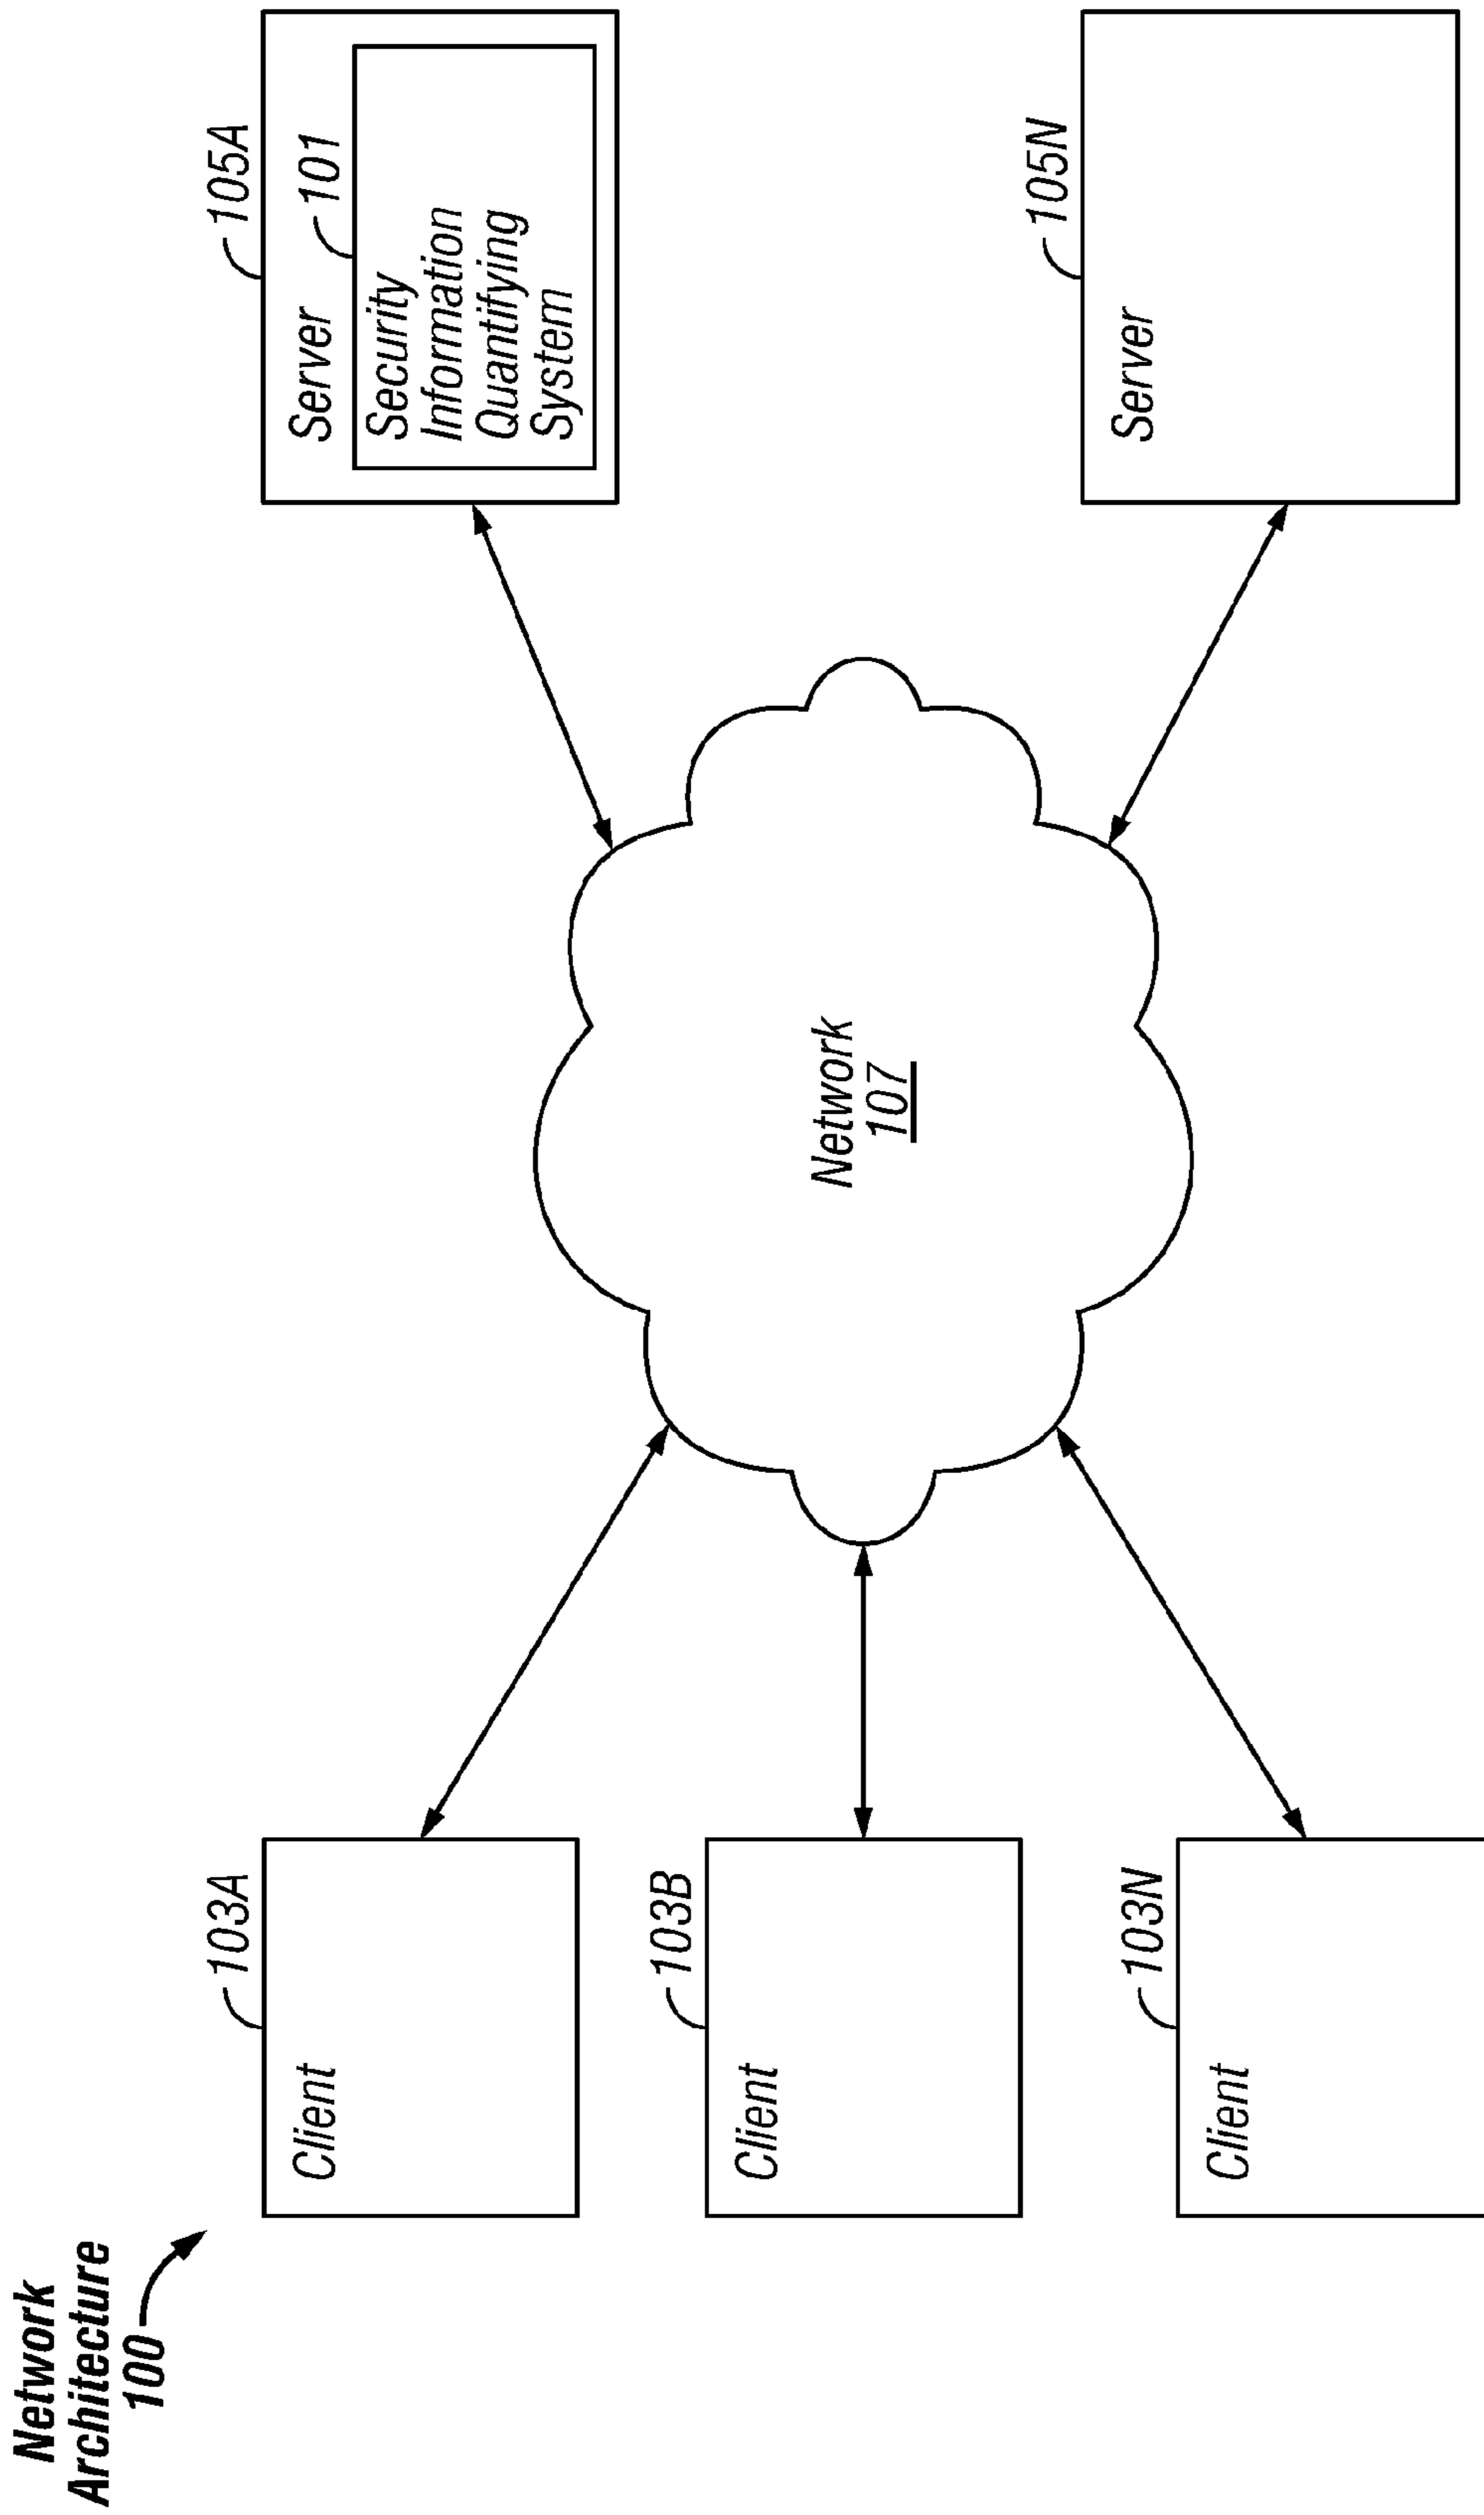 Network
Architecture
100
103A
Client
103B
Client
103N
Client
Network
107
105A
Server
101
Security
Information
Quantifying
System
105N
Server